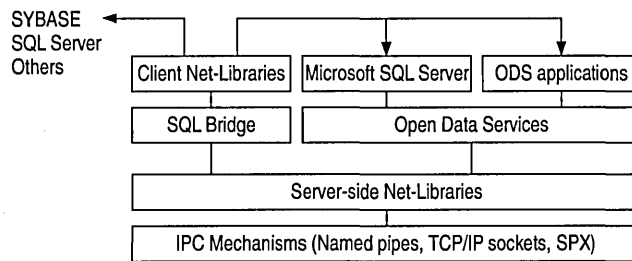 SYBASE
SQL Server
Others
Client Net-Libraries
Microsoft SQL Server
ODS applications
SQL Bridge
Open Data Services
Server-side Net-Libraries
IPC Mechanisms (Named pipes, TCP/IP sockets, SPX)